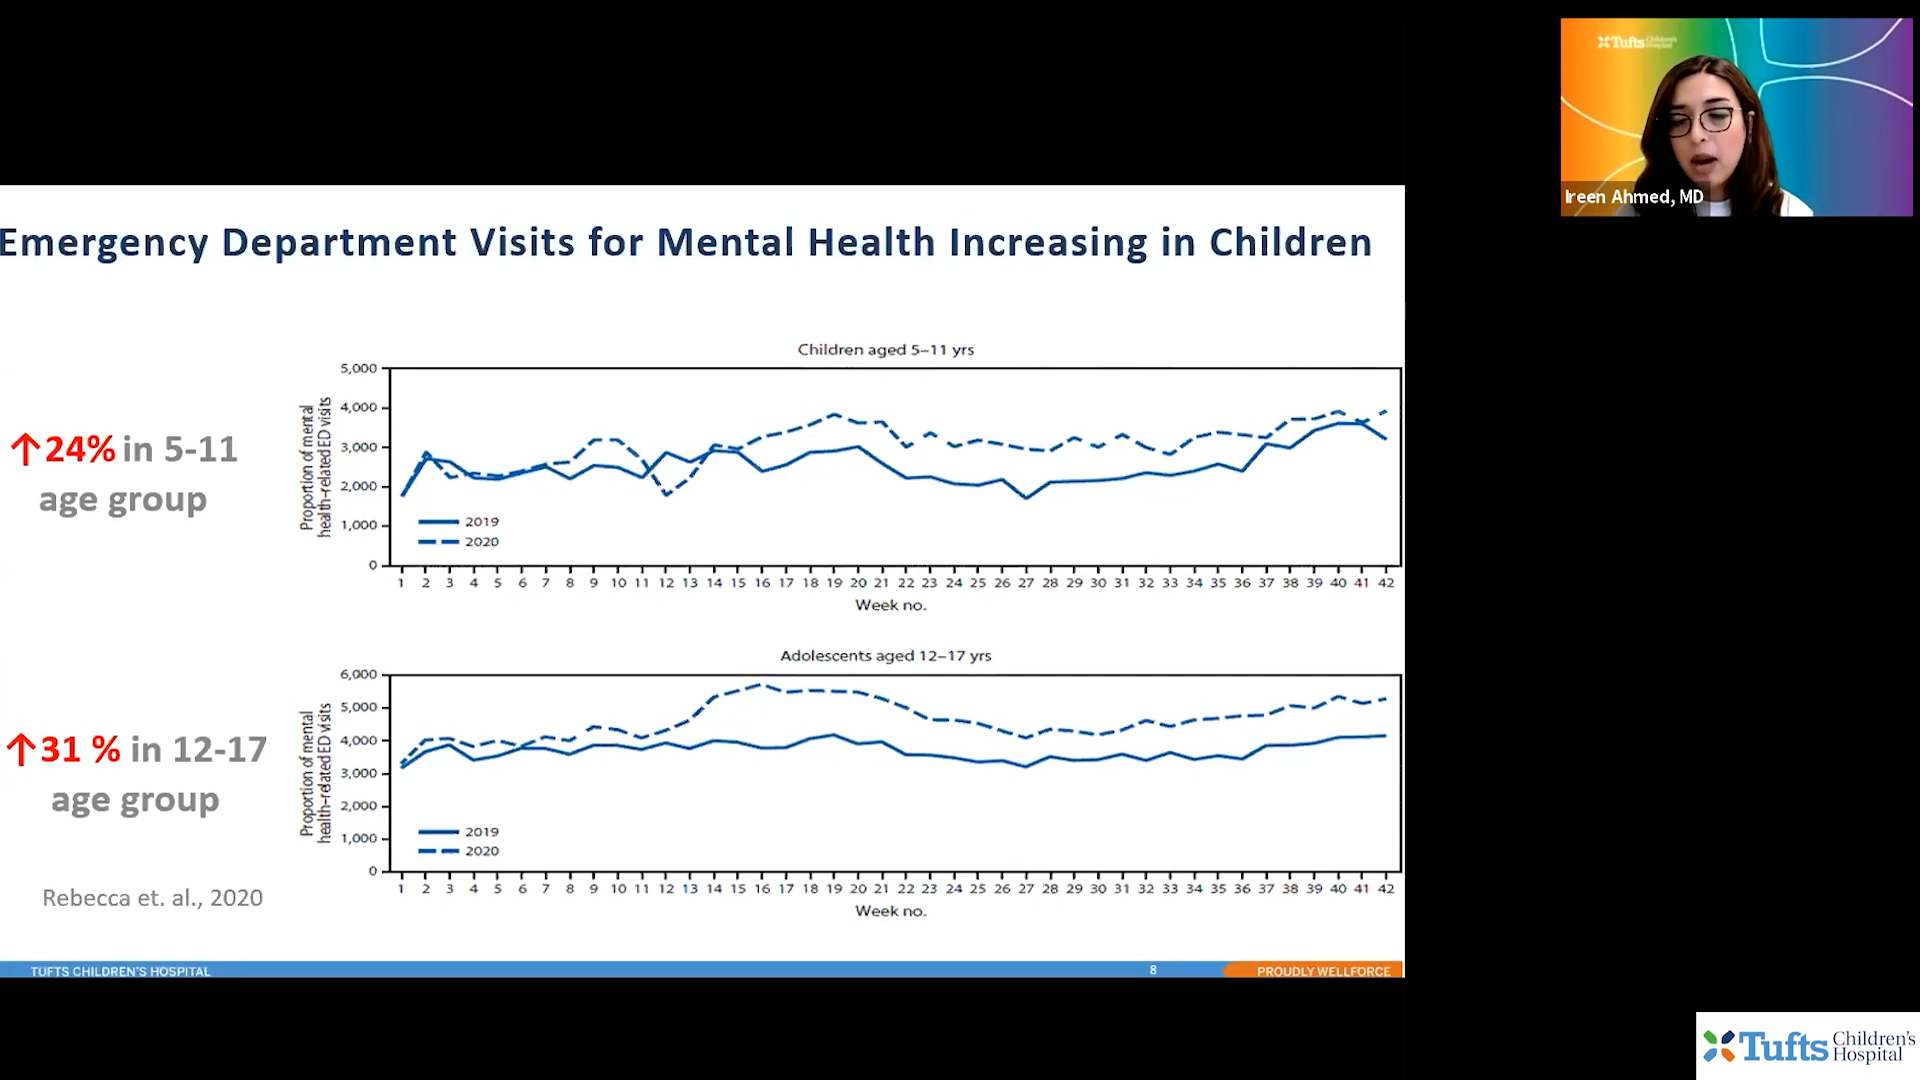 Tufts Children's Hospital
Ireen Ahmed, MD
Emergency Department Visits for Mental Health Increasing in Children
↑24% in 5-11
age group
Children aged 5–11 yrs
Proportion of mental
health-related ED visits
5,000
4,000
3,000
2,000
1,000
0
2019
2020
1 2 3 4 5 6 7 8 9 10 11 12 13 14 15 16 17 18 19 20 21 22 23 24 25 26 27 28 29 30 31 32 33 34 35 36 37 38 39 40 41 42
Week no.
↑31 % in 12-17
age group
Adolescents aged 12–17 yrs
Proportion of mental
health-related ED visits
6,000
5,000
4,000
3,000
2,000
1,000
0
2019
2020
1 2 3 4 5 6 7 8 9 10 11 12 13 14 15 16 17 18 19 20 21 22 23 24 25 26 27 28 29 30 31 32 33 34 35 36 37 38 39 40 41 42
Week no.
Rebecca et. al., 2020
TUFTS CHILDREN'S HOSPITAL
8
PROUDLY WELLFORCE
Tufts Children's
Hospital